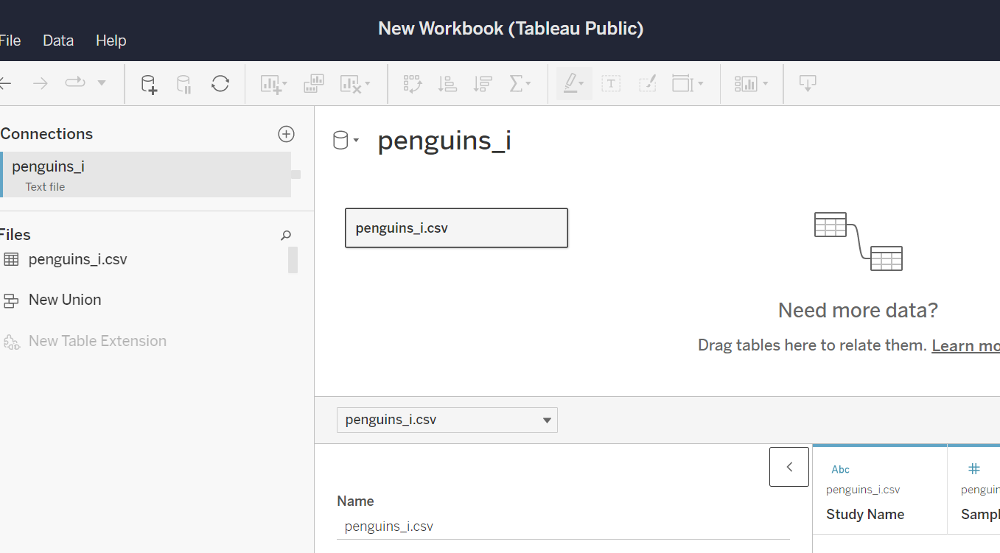 New Workbook (Tableau Public)
File Data Help
Connections
penguins_i
Text file
Files
penguins_i.csv
New Union
New Table Extension
penguins_i
penguins_i.csv
Need more data?
Drag tables here to relate them. Learn mo
penguins_i.csv
Name
penguins_i.csv
Abc
penguins_i.csv
Study Name
#
penguin
Sampl